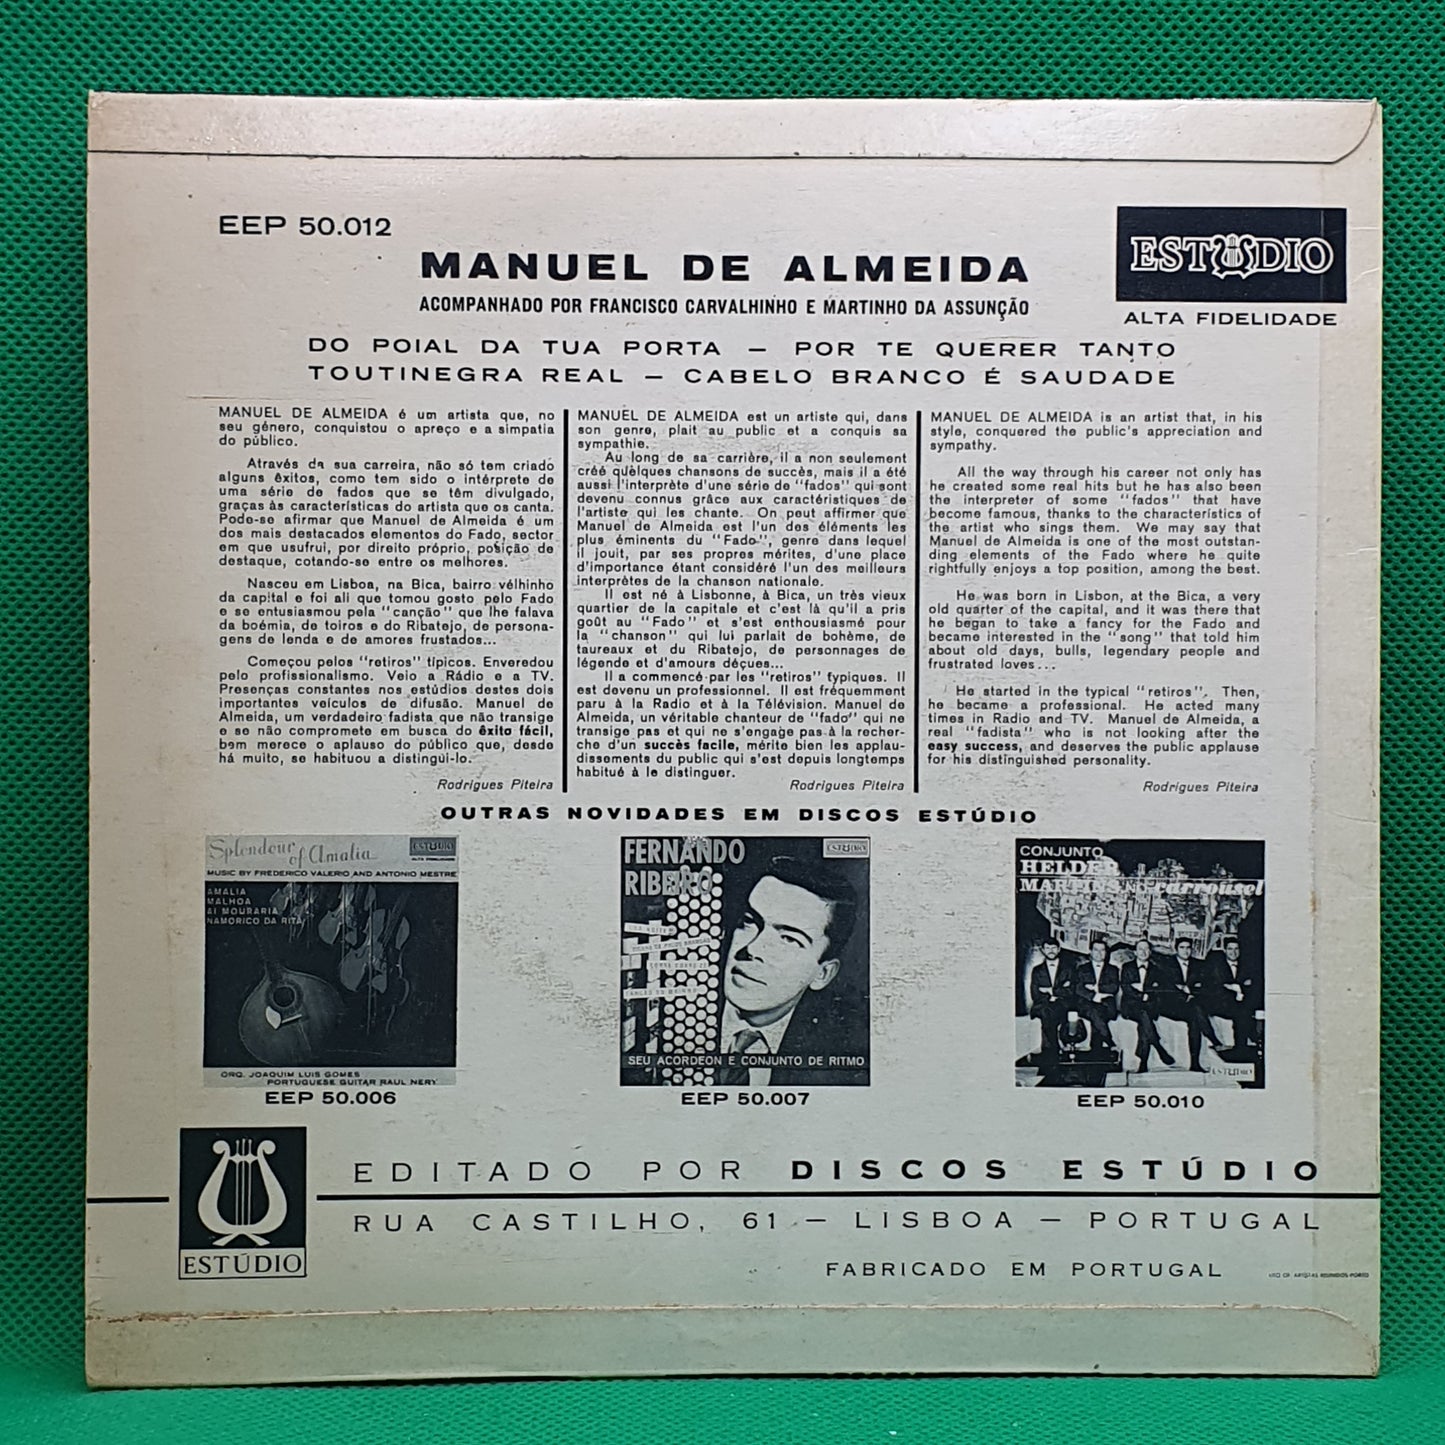 EEP 50.012
MANUEL DE ALMEIDA
ACOMPANHADO POR FRANCISCO CARVALHINHO E MARTINHO DA ASSUNÇÃO
ESTÚDIO
ALTA FIDELIDADE
DO POIAL DA TUA PORTA — POR TE QUERER TANTO
TOUTINEGRA REAL — CABELO BRANCO É SAUDADE
MANUEL DE ALMEIDA é um artista que, no
seu género, conquistou o apreço e a simpatia
do público.
Através da sua carreira, não só tem criado
alguns êxitos, como tem sido o intérprete de
uma série de fados que se têm divulgado,
graças às características do artista que os canta.
Pode-se afirmar que Manuel de Almeida é um
dos mais destacados elementos do Fado, sector
em que usufrui, por direito próprio, posição de
destaque, cotando-se entre os melhores.
Nasceu em Lisboa, na Bica, bairro vélhinho
da capital e foi ali que tomou gosto pelo Fado
e se entusiasmou pela "canção" que lhe falava
da boémia, de toiros e do Ribatejo, de persona-
gens de lenda e de amores frustados...
Começou pelos "retiros" típicos. Enveredou
pelo profissionalismo. Veio a Rádio e a TV.
Presenças constantes nos estúdios destes dois
importantes veículos de difusão. Manuel de
Almeida, um verdadeiro fadista que não transige
e se não compromete em busca do êxito fácil,
bem merece o aplauso do público que, desde
há muito, se habituou a distingüi-lo.
Rodrigues Piteira
MANUEL DE ALMEIDA est un artiste qui, dans
son genre, plait au public et a conquis sa
sympathie.
Au long de sa carrière, il a non seulement
créé quèlques chansons de succès, mais il a été
aussi l'interprète d'une série de "fados" qui sont
devenu connus grâce aux caractéristiques de
l'artiste qui les chante. On peut affirmer que
Manuel de Almeida est l'un des éléments les
plus éminents du "Fado", genre dans lequel
il jouit, par ses propres mérites, d'une place
d'importance étant considéré l'un des meilleurs
interprètes de la chanson nationale.
Il est né à Lisbonne, à Bica, un très vieux
quartier de la capitale et c'est là qu'il a pris
goût au "Fado" et s'est enthousiasmé pour
la "chanson" qui lui parlait de bohème, de
taureaux et du Ribatejo, de personnages de
légende et d'amours déçues...
Il a commencé par les "retiros" typiques. Il
est devenu un professionnel. Il est fréquemment
paru à la Radio et à la Télévision. Manuel de
Almeida, un véritable chanteur de "fado" qui ne
transige pas et qui ne s'engage pas à la recher-
che d'un succès facile, mérite bien les applau-
dissements du public qui s'est depuis longtemps
habitué à le distinguer.
Rodrigues Piteira
MANUEL DE ALMEIDA is an artist that, in his
style, conquered the public's appreciation and
sympathy.
All the way through his career not only has
he created some real hits but he has also been
the interpreter of some "fados" that have
become famous, thanks to the characteristics of
the artist who sings them. We may say that
Manuel de Almeida is one of the most outstan-
ding elements of the Fado where he quite
rightfully enjoys a top position, among the best.
He was born in Lisbon, at the Bica, a very
old quarter of the capital, and it was there that
he began to take a fancy for the Fado and
became interested in the "song" that told him
about old days, bulls, legendary people and
frustrated loves...
He started in the typical "retiros". Then,
he became a professional. He acted many
times in Radio and TV. Manuel de Almeida, a
real "fadista" who is not looking after the
easy success, and deserves the public applause
for his distinguished personality.
Rodrigues Piteira
OUTRAS NOVIDADES EM DISCOS ESTÚDIO
Splendour of Amalia
ESTÚDIO
ALTA FIDELIDADE
MUSIC BY FREDERICO VALERIO AND ANTONIO MESTRE
AMALIA
MALHOA
AI MOURARIA
NAMORICO DA RITA
ORQ. JOAQUIM LUIS GOMES
PORTUGUESE GUITAR RAUL NERY
EEP 50.006
FERNANDO
RIBEIRO
ESTÚDIO
SEU ACORDEON E CONJUNTO DE RITMO
EEP 50.007
CONJUNTO
HELDER
MARTINS NO carrousel
ESTÚDIO
EEP 50.010
ESTÚDIO
EDITADO POR DISCOS ESTÚDIO
RUA CASTILHO, 61 — LISBOA — PORTUGAL
FABRICADO EM PORTUGAL
ARTISTAS REUNIDOS-PORTO